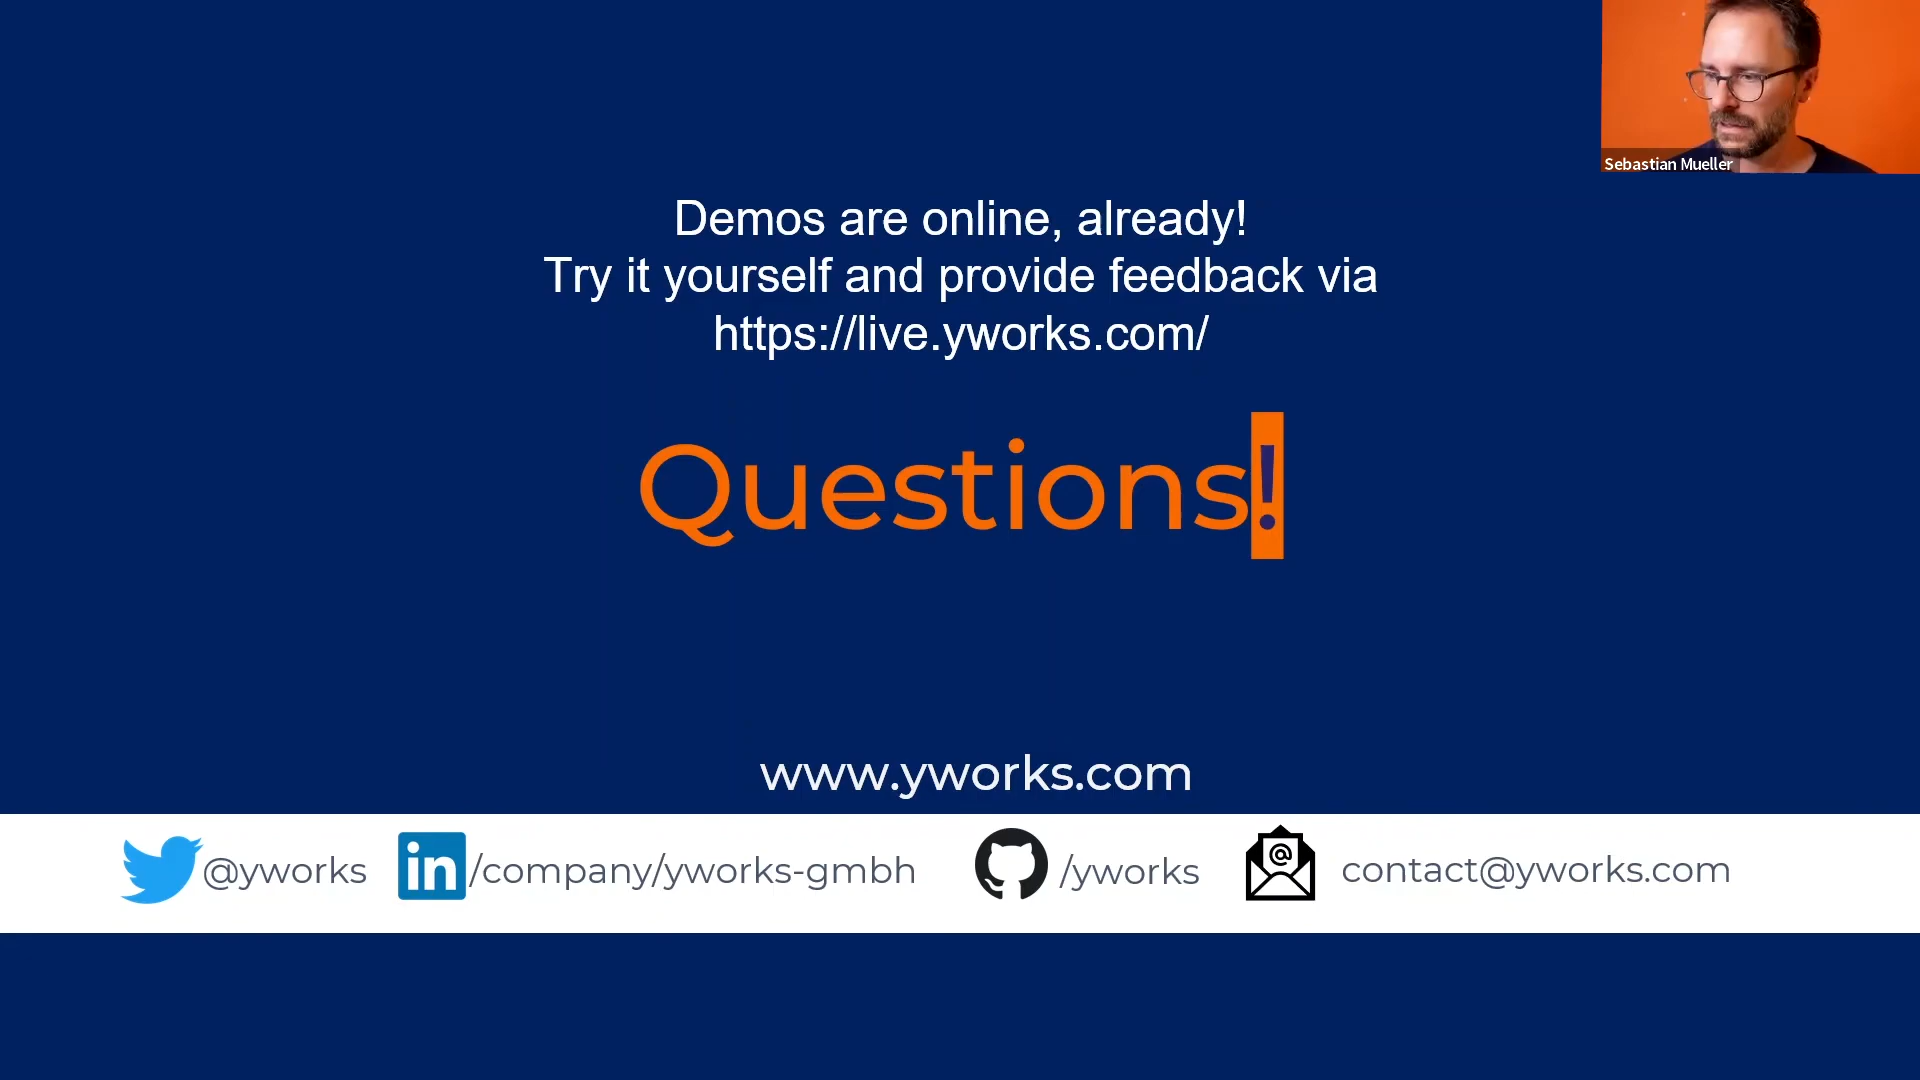 Sebastian Mueller
Demos are online, already!
Try it yourself and provide feedback via
https://live.yworks.com/
Questions!
www.yworks.com
@yworks
in /company/yworks-gmbh
/yworks
@ contact@yworks.com